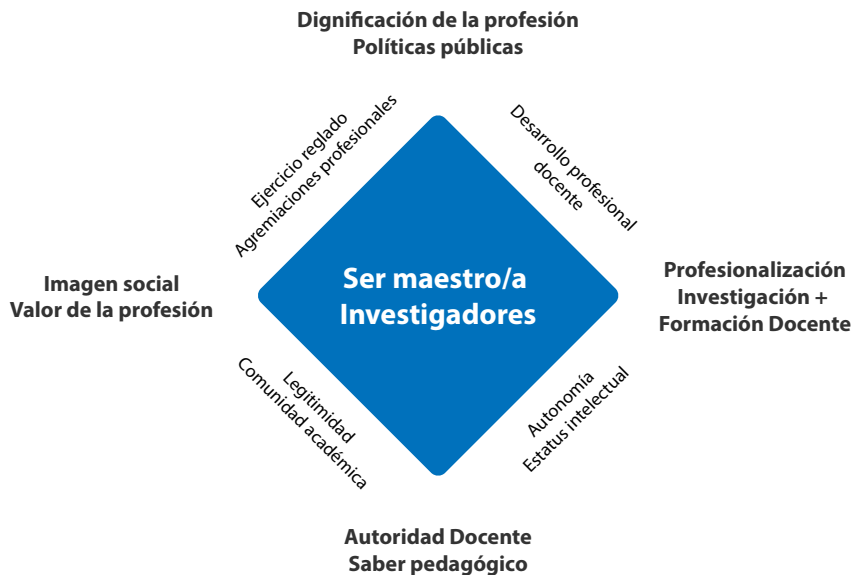 Dignificación de la profesión
Políticas públicas
Ejercicio reglado
Agremiaciones profesionales
Desarrollo profesional
docente
Imagen social
Valor de la profesión
Ser maestro/a
Investigadores
Profesionalización
Investigación +
Formación Docente
Legitimidad
Comunidad académica
Autonomía
Estatus intelectual
Autoridad Docente
Saber pedagógico